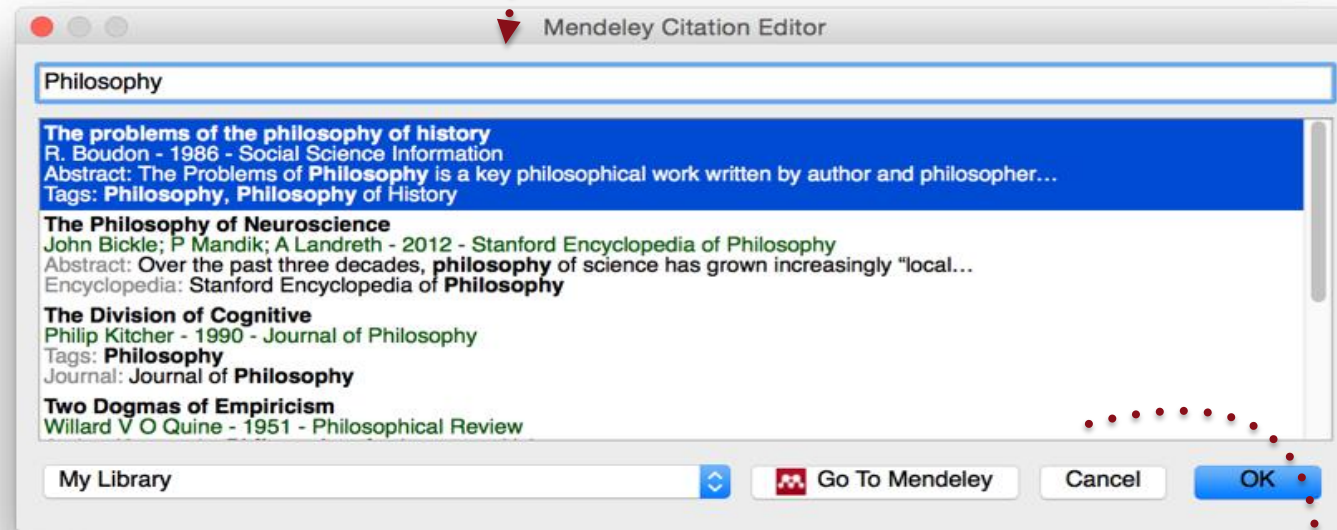 Mendeley Citation Editor
Philosophy
The problems of the philosophy of history
R. Boudon - 1986 - Social Science Information
Abstract: The Problems of Philosophy is a key philosophical work written by author and philosopher...
Tags: Philosophy, Philosophy of History
The Philosophy of Neuroscience
John Bickle; P Mandik; A Landreth - 2012 - Stanford Encyclopedia of Philosophy
Abstract: Over the past three decades, philosophy of science has grown increasingly “local...
Encyclopedia: Stanford Encyclopedia of Philosophy
The Division of Cognitive
Philip Kitcher - 1990 - Journal of Philosophy
Tags: Philosophy
Journal: Journal of Philosophy
Two Dogmas of Empiricism
Willard V O Quine - 1951 - Philosophical Review
My Library
Go To Mendeley
Cancel
OK